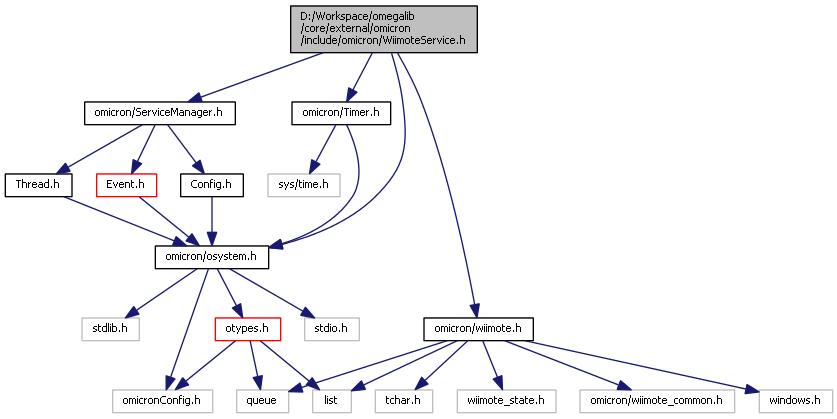 D:/Workspace/omegalib
/core/external/omicron
/include/omicron/WiimoteService.h
omicron/ServiceManager.h
omicron/Timer.h
Thread.h
Event.h
Config.h
sys/time.h
omicron/osystem.h
stdlib.h
otypes.h
stdio.h
omicron/wiimote.h
omicronConfig.h
queue
list
tchar.h
wiimote_state.h
omicron/wiimote_common.h
windows.h